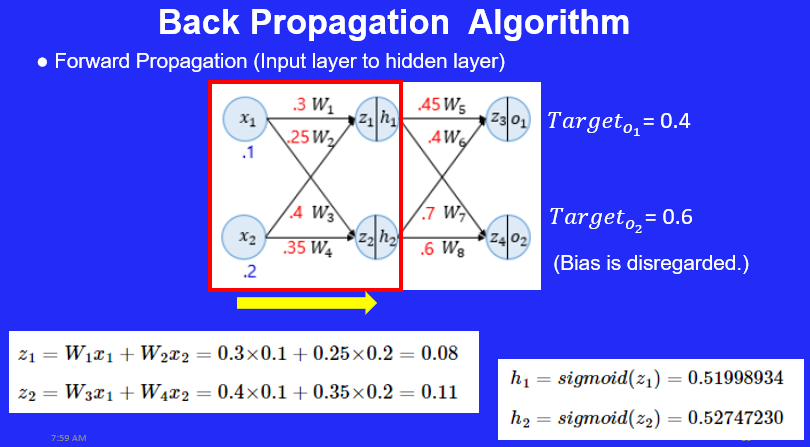 Back Propagation Algorithm
● Forward Propagation (Input layer to hidden layer)
x₁ .3 W₁ z₁ h₁ .45 W₅ z₃ o₁ Target_{o₁}= 0.4
.25 W₂ .4 W₆
.1
.4 W₃ .7 W₇
x₂ z₂ h₂ z₄ o₂ Target_{o₂}= 0.6
.35 W₄ .6 W₈
.2 (Bias is disregarded.)
z₁ = W₁x₁ + W₂x₂ = 0.3×0.1 + 0.25×0.2 = 0.08
z₂ = W₃x₁ + W₄x₂ = 0.4×0.1 + 0.35×0.2 = 0.11
h₁ = sigmoid(z₁) = 0.51998934
h₂ = sigmoid(z₂) = 0.52747230
7:59 AM